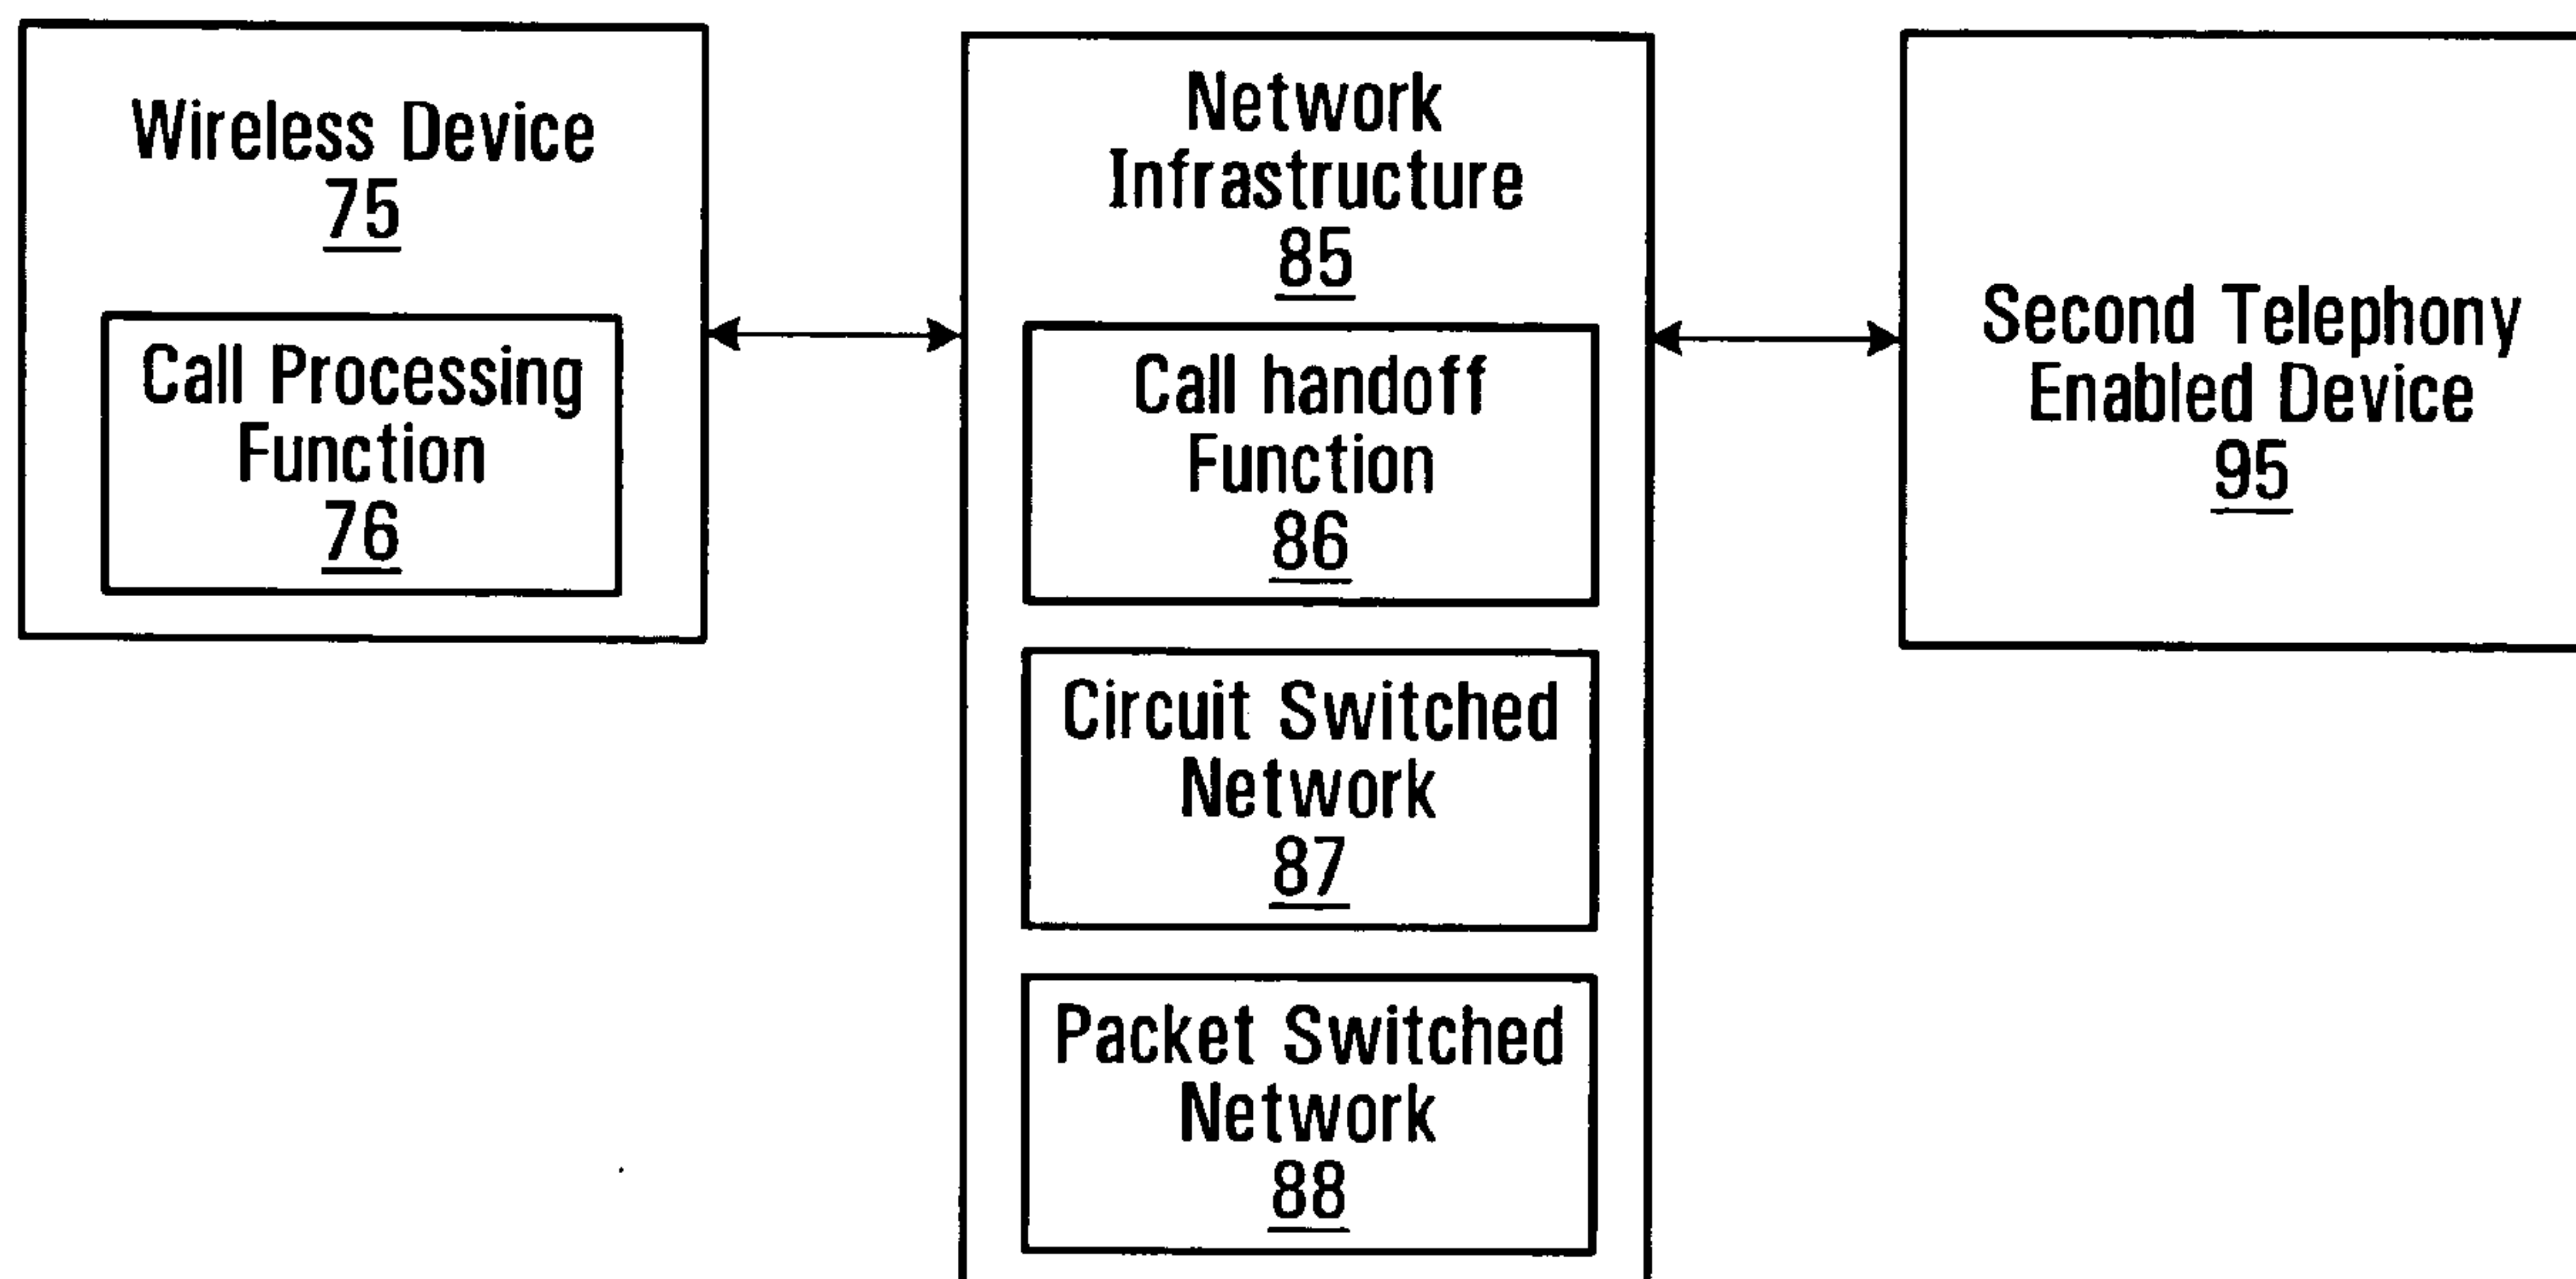 Wireless Device
75
Call Processing
Function
76
Network
Infrastructure
85
Call handoff
Function
86
Circuit Switched
Network
87
Packet Switched
Network
88
Second Telephony
Enabled Device
95